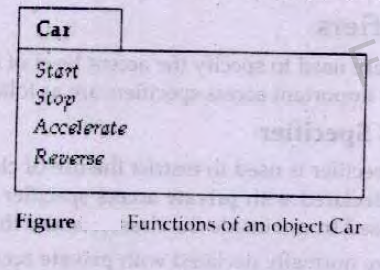 Car
Start
Stop
Accelerate
Reverse
Figure Functions of an object Car